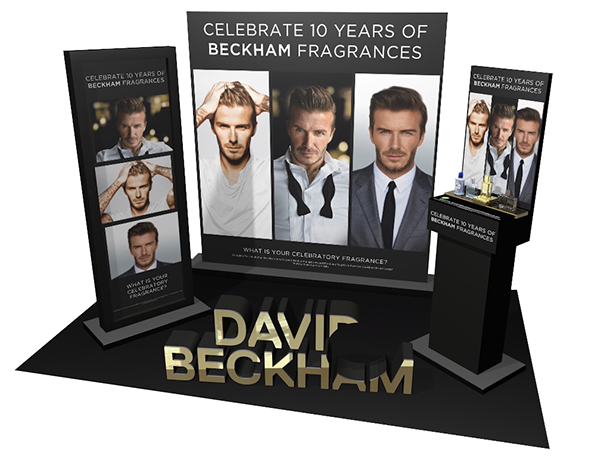 CELEBRATE 10 YEARS OF
BECKHAM FRAGRANCES
WHAT IS YOUR
CELEBRATORY
FRAGRANCE?
CELEBRATE 10 YEARS OF
BECKHAM FRAGRANCES
WHAT IS YOUR CELEBRATORY FRAGRANCE?
CELEBRATE 10 YEARS OF
BECKHAM FRAGRANCES
CELEBRATE 10 YEARS OF
BECKHAM FRAGRANCES
DAVID
BECKHAM